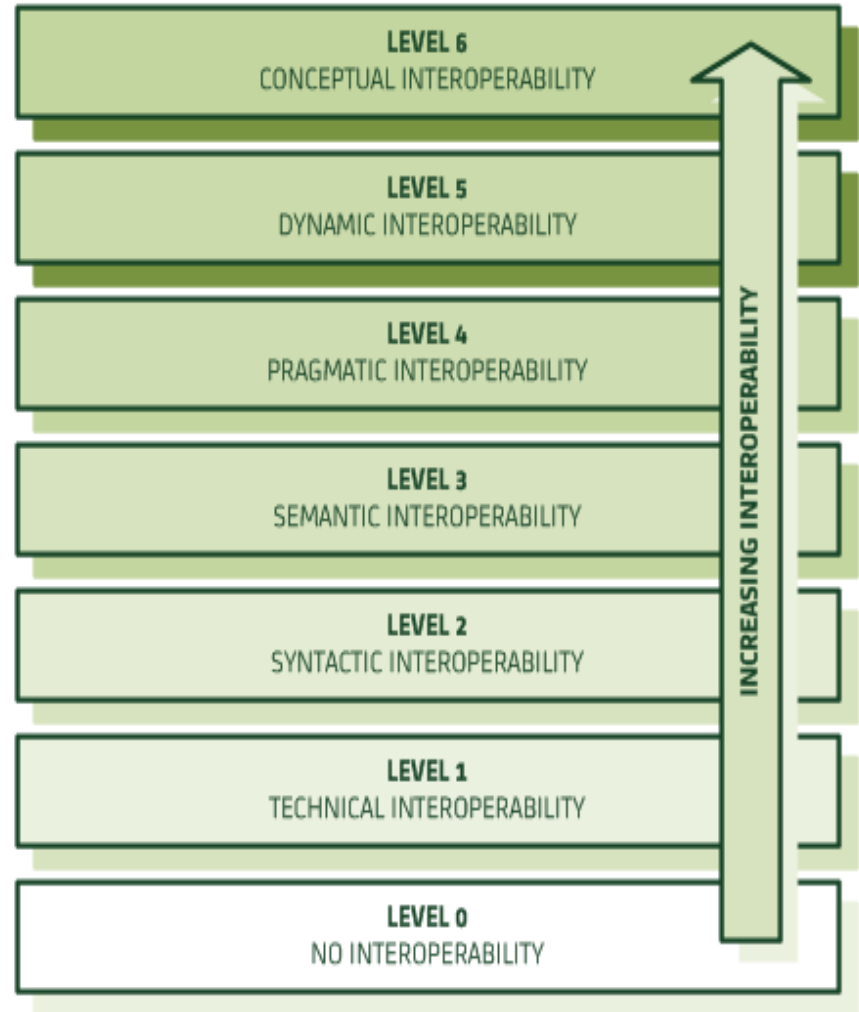 LEVEL 6
CONCEPTUAL INTEROPERABILITY
LEVEL 5
DYNAMIC INTEROPERABILITY
LEVEL 4
PRAGMATIC INTEROPERABILITY
LEVEL 3
SEMANTIC INTEROPERABILITY
LEVEL 2
SYNTACTIC INTEROPERABILITY
LEVEL 1
TECHNICAL INTEROPERABILITY
LEVEL 0
NO INTEROPERABILITY
INCREASING INTEROPERABILITY